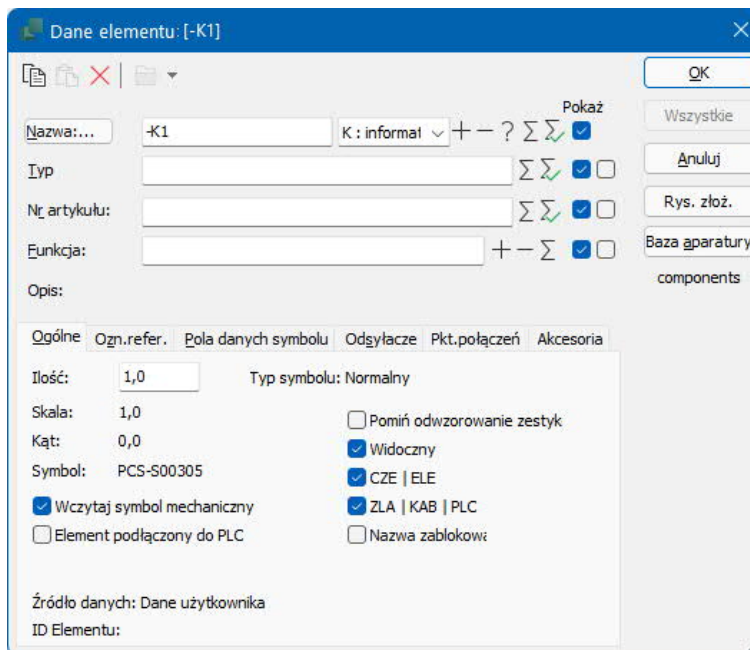 Dane elementu: [-K1]
OK
Pokaż
Wszystkie
Nazwa:... -K1 K : informat
Anuluj
Typ
Rys. złoż.
Nr artykułu:
Baza aparatury
Funkcja:
components
Opis:
Ogólne Ozn.refer. Pola danych symbolu Odsyłacze Pkt.połączeń Akcesoria
Ilość: 1,0 Typ symbolu: Normalny
Skala: 1,0 Pomiń odwzorowanie zestyk
Kąt: 0,0 Widoczny
Symbol: PCS-S00305 CZE | ELE
Wczytaj symbol mechaniczny ZLA | KAB | PLC
Element podłączony do PLC Nazwa zablokowa
Źródło danych: Dane użytkownika
ID Elementu: